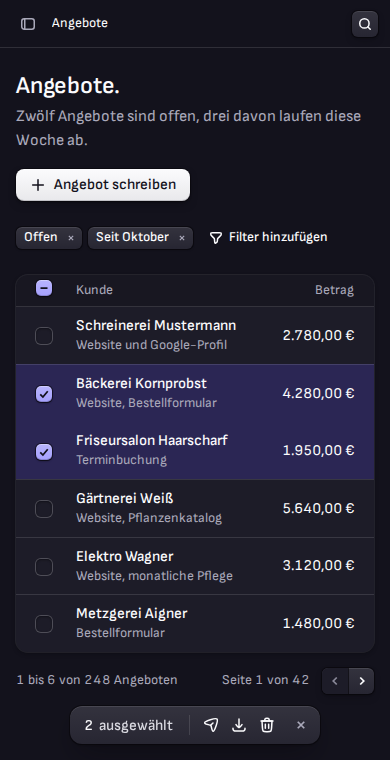 Angebote
Angebote.
Zwölf Angebote sind offen, drei davon laufen diese
Woche ab.
Angebot schreiben
Offen × Seit Oktober × Filter hinzufügen
Kunde Betrag
Schreinerei Mustermann
Website und Google-Profil
2.780,00 €
Bäckerei Kornprobst
Website, Bestellformular
4.280,00 €
Friseursalon Haarscharf
Terminbuchung
1.950,00 €
Gärtnerei Weiß
Website, Pflanzenkatalog
5.640,00 €
Elektro Wagner
Website, monatliche Pflege
3.120,00 €
Metzgerei Aigner
Bestellformular
1.480,00 €
1 bis 6 von 248 Angeboten Seite 1 von 42
2 ausgewählt ×